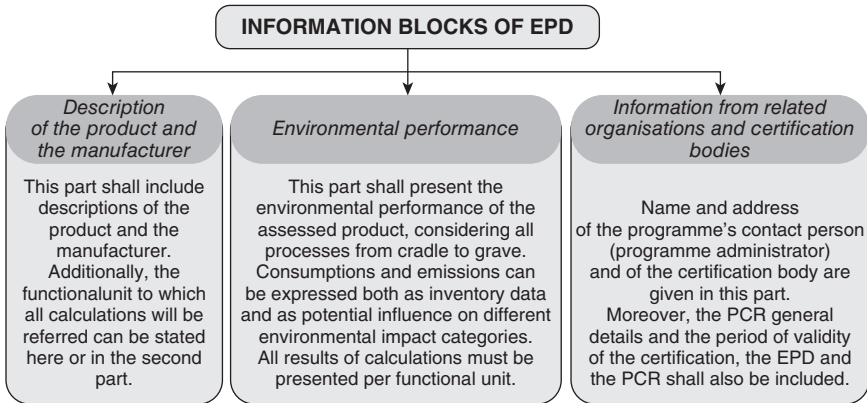 INFORMATION BLOCKS OF EPD
Description
of the product and
the manufacturer
This part shall include
descriptions of the
product and the
manufacturer.
Additionally, the
functionalunit to which
all calculations will be
referred can be stated
here or in the second
part.
Environmental performance
This part shall present the
environmental performance of the
assessed product, considering all
processes from cradle to grave.
Consumptions and emissions can
be expressed both as inventory data
and as potential influence on different
environmental impact categories.
All results of calculations must be
presented per functional unit.
Information from related
organisations and certification
bodies
Name and address
of the programme's contact person
(programme administrator)
and of the certification body are
given in this part.
Moreover, the PCR general
details and the period of validity
of the certification, the EPD and
the PCR shall also be included.